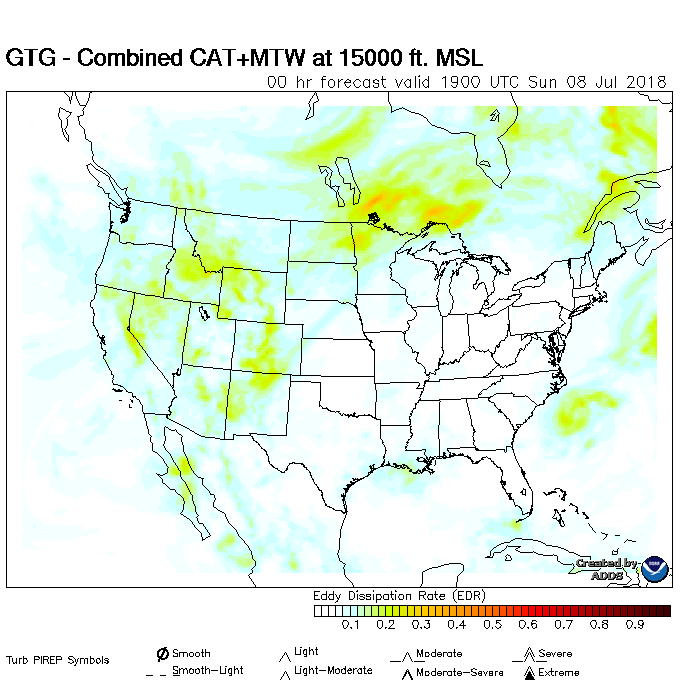 GTG - Combined CAT+MTW at 15000 ft. MSL
00 hr forecast valid 1900 UTC Sun 08 Jul 2018
Created by
ADDS
Eddy Dissipation Rate (EDR)
0.1 0.2 0.3 0.4 0.5 0.6 0.7 0.8 0.9
Turb PIREP Symbols
Smooth Light Moderate Severe
Smooth-Light Light-Moderate Moderate-Severe Extreme